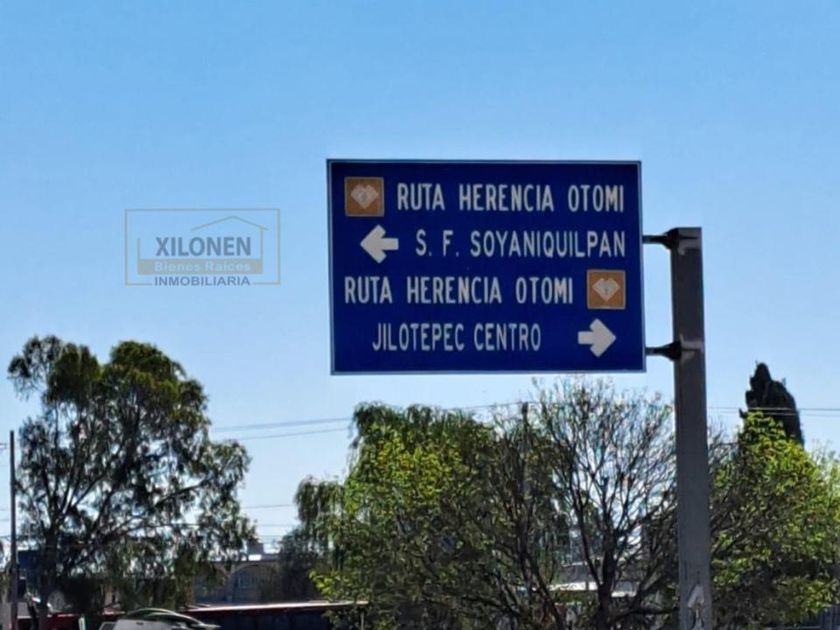 RUTA HERENCIA OTOMI
S. F. SOYANIQUILPAN
RUTA HERENCIA OTOMI
JILOTEPEC CENTRO
XILONEN
Bienes Raíces
INMOBILIARIA